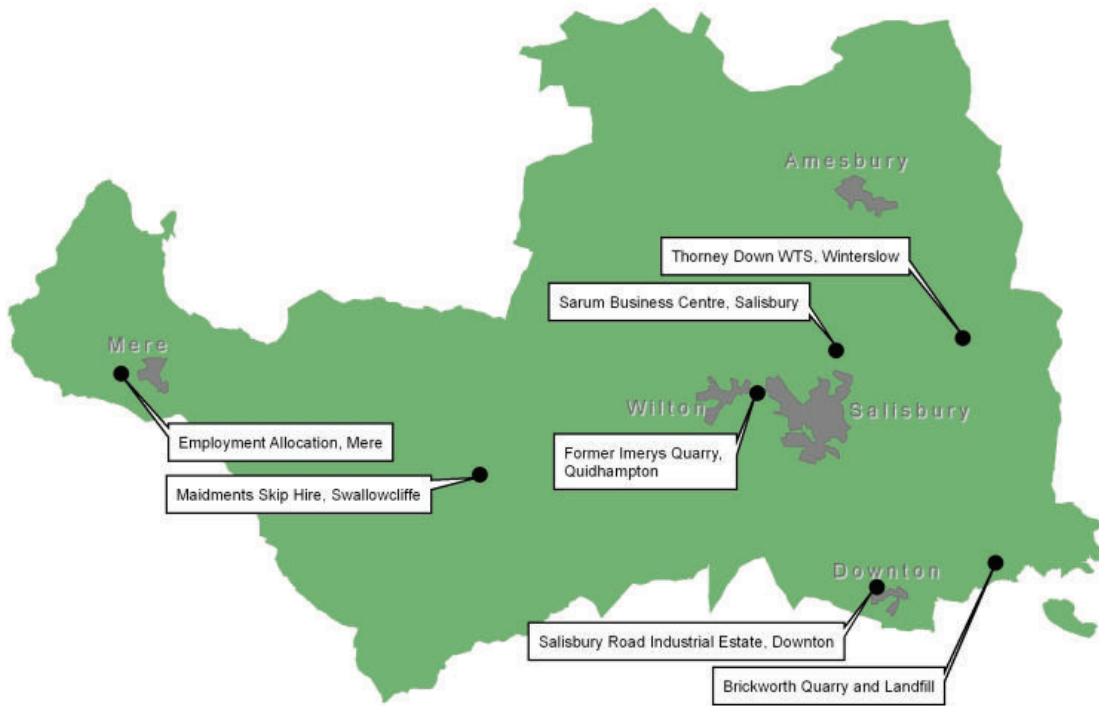 Amesbury
Thorney Down WTS, Winterslow
Sarum Business Centre, Salisbury
Mere
Wilton
Salisbury
Employment Allocation, Mere
Former Imerys Quarry,
Quidhampton
Maidments Skip Hire, Swallowcliffe
Downton
Salisbury Road Industrial Estate, Downton
Brickworth Quarry and Landfill